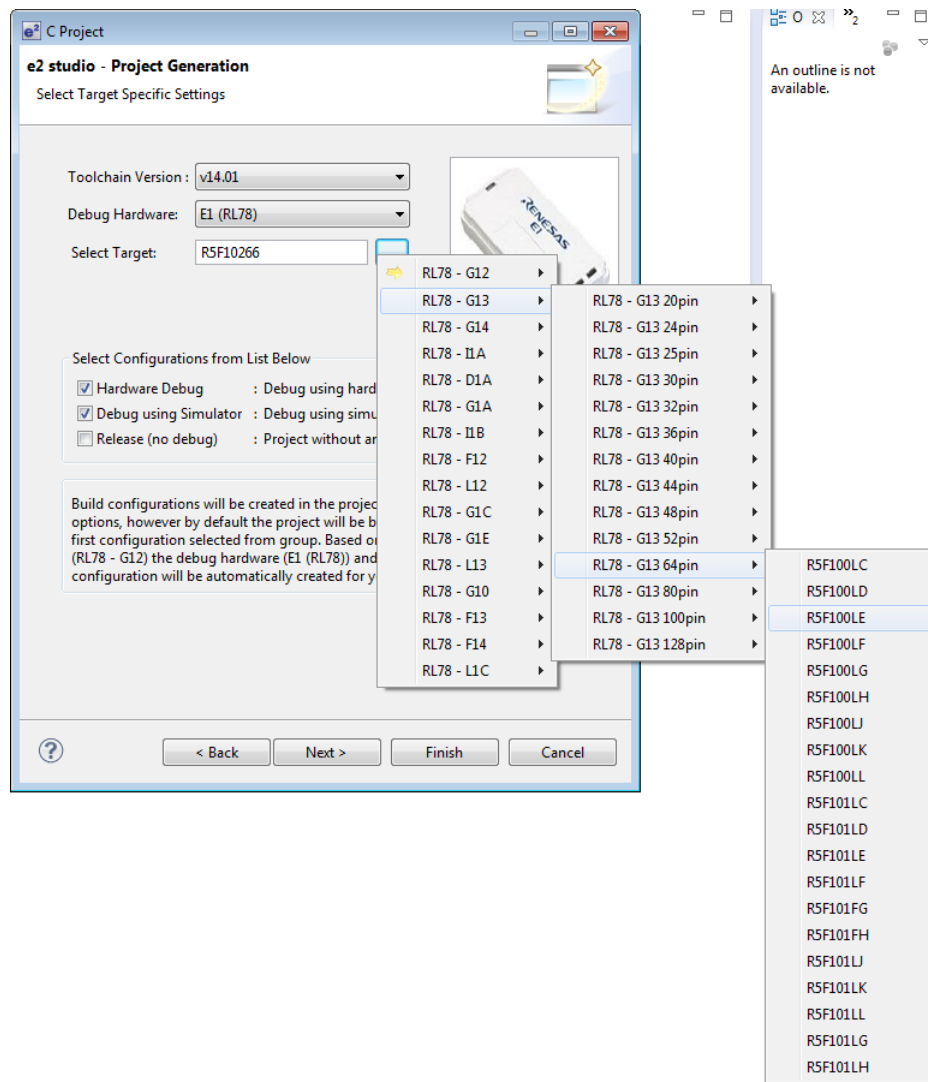 e² C Project
e2 studio - Project Generation
Select Target Specific Settings
Toolchain Version : v14.01
Debug Hardware: E1 (RL78)
Select Target: R5F10266
RENESAS
E1
Select Configurations from List Below
Hardware Debug : Debug using hard
Debug using Simulator : Debug using simu
Release (no debug) : Project without an
Build configurations will be created in the projec
options, however by default the project will be b
first configuration selected from group. Based on
(RL78 - G12) the debug hardware (E1 (RL78)) and
configuration will be automatically created for y
< Back
Next >
Finish
Cancel
RL78 - G12
RL78 - G13
RL78 - G14
RL78 - I1A
RL78 - D1A
RL78 - G1A
RL78 - I1B
RL78 - F12
RL78 - L12
RL78 - G1C
RL78 - G1E
RL78 - L13
RL78 - G10
RL78 - F13
RL78 - F14
RL78 - L1C
RL78 - G13 20pin
RL78 - G13 24pin
RL78 - G13 25pin
RL78 - G13 30pin
RL78 - G13 32pin
RL78 - G13 36pin
RL78 - G13 40pin
RL78 - G13 44pin
RL78 - G13 48pin
RL78 - G13 52pin
RL78 - G13 64pin
RL78 - G13 80pin
RL78 - G13 100pin
RL78 - G13 128pin
R5F100LC
R5F100LD
R5F100LE
R5F100LF
R5F100LG
R5F100LH
R5F100LJ
R5F100LK
R5F100LL
R5F101LC
R5F101LD
R5F101LE
R5F101LF
R5F101FG
R5F101FH
R5F101LJ
R5F101LK
R5F101LL
R5F101LG
R5F101LH
O
»2
An outline is not
available.